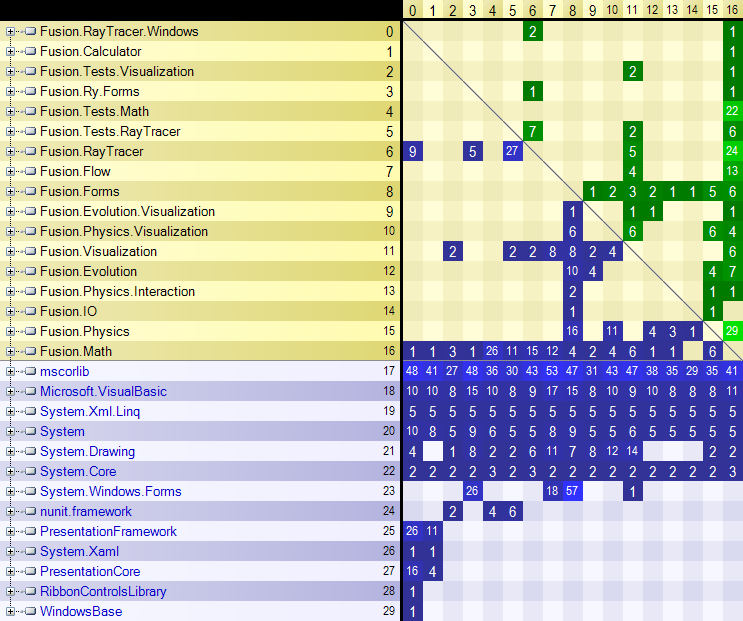 0 1 2 3 4 5 6 7 8 9 10 11 12 13 14 15 16
Fusion.RayTracer.Windows 0 2 1
Fusion.Calculator 1 1
Fusion.Tests.Visualization 2 2 1
Fusion.Ry.Forms 3 1 1
Fusion.Tests.Math 4 22
Fusion.Tests.RayTracer 5 7 2 6
Fusion.RayTracer 6 9 5 27 5 24
Fusion.Flow 7 4 13
Fusion.Forms 8 1 2 3 2 1 1 5 6
Fusion.Evolution.Visualization 9 1 1 1 1
Fusion.Physics.Visualization 10 6 6 6 4
Fusion.Visualization 11 2 2 2 8 8 2 4 6
Fusion.Evolution 12 10 4 4 7
Fusion.Physics.Interaction 13 2 1 1
Fusion.IO 14 1 1
Fusion.Physics 15 16 11 4 3 1 29
Fusion.Math 16 1 1 3 1 26 11 15 12 4 2 4 6 1 1 6
mscorlib 17 48 41 27 48 36 30 43 53 47 31 43 47 38 35 29 35 41
Microsoft.VisualBasic 18 10 10 8 15 10 8 9 17 15 8 10 9 10 8 8 8 11
System.Xml.Linq 19 5 5 5 5 5 5 5 5 5 5 5 5 5 5 5 5 5
System 20 10 8 5 9 6 5 5 8 9 5 5 6 5 5 5 5 5
System.Drawing 21 4 1 8 2 2 6 11 7 8 12 14 2 2
System.Core 22 2 2 2 2 3 2 3 2 2 2 2 2 2 2 2 2 3
System.Windows.Forms 23 26 18 57 1
nunit.framework 24 2 4 6
PresentationFramework 25 26 11
System.Xaml 26 1 1
PresentationCore 27 16 4
RibbonControlsLibrary 28 1
WindowsBase 29 1